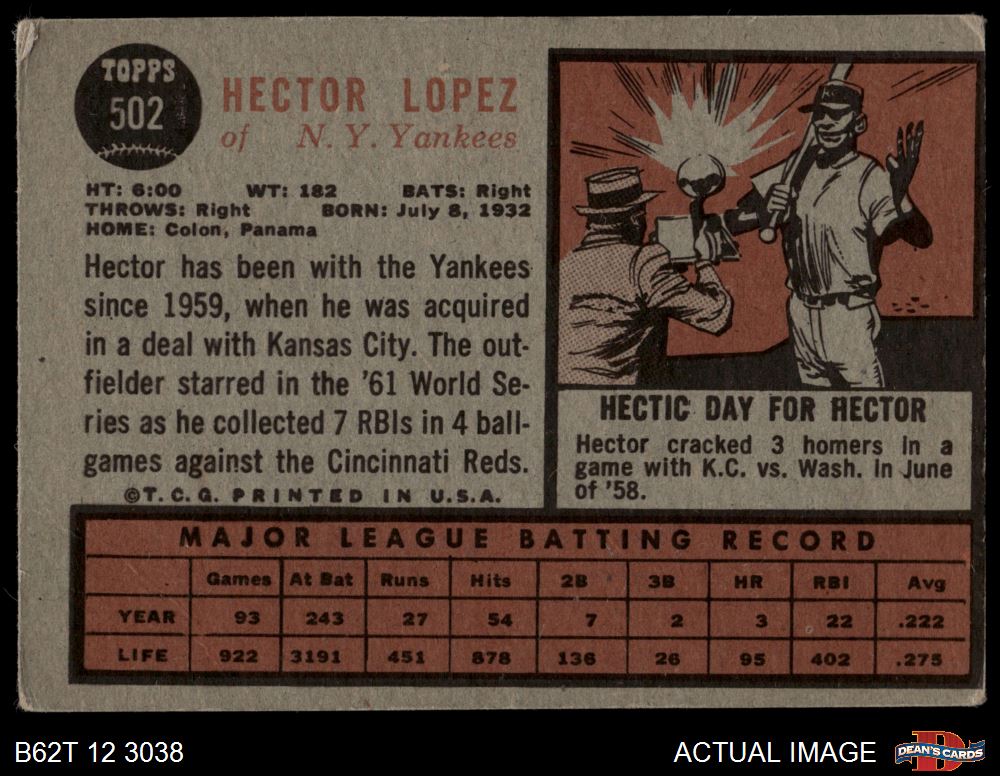 TOPPS
502
HECTOR LOPEZ
of N. Y. Yankees
HT: 6:00 WT: 182 BATS: Right
THROWS: Right BORN: July 8, 1932
HOME: Colon, Panama
Hector has been with the Yankees
since 1959, when he was acquired
in a deal with Kansas City. The out-
fielder starred in the '61 World Se-
ries as he collected 7 RBIs in 4 ball-
games against the Cincinnati Reds.
©T.C.G. PRINTED IN U.S.A.
HECTIC DAY FOR HECTOR
Hector cracked 3 homers in a
game with K.C. vs. Wash. in June
of '58.
MAJOR LEAGUE BATTING RECORD
Games At Bat Runs Hits 2B 3B HR RBI Avg
YEAR 93 243 27 54 7 2 3 22 .222
LIFE 922 3191 451 878 136 26 95 402 .275
B62T 12 3038
ACTUAL IMAGE
D
DEAN'S CARDS